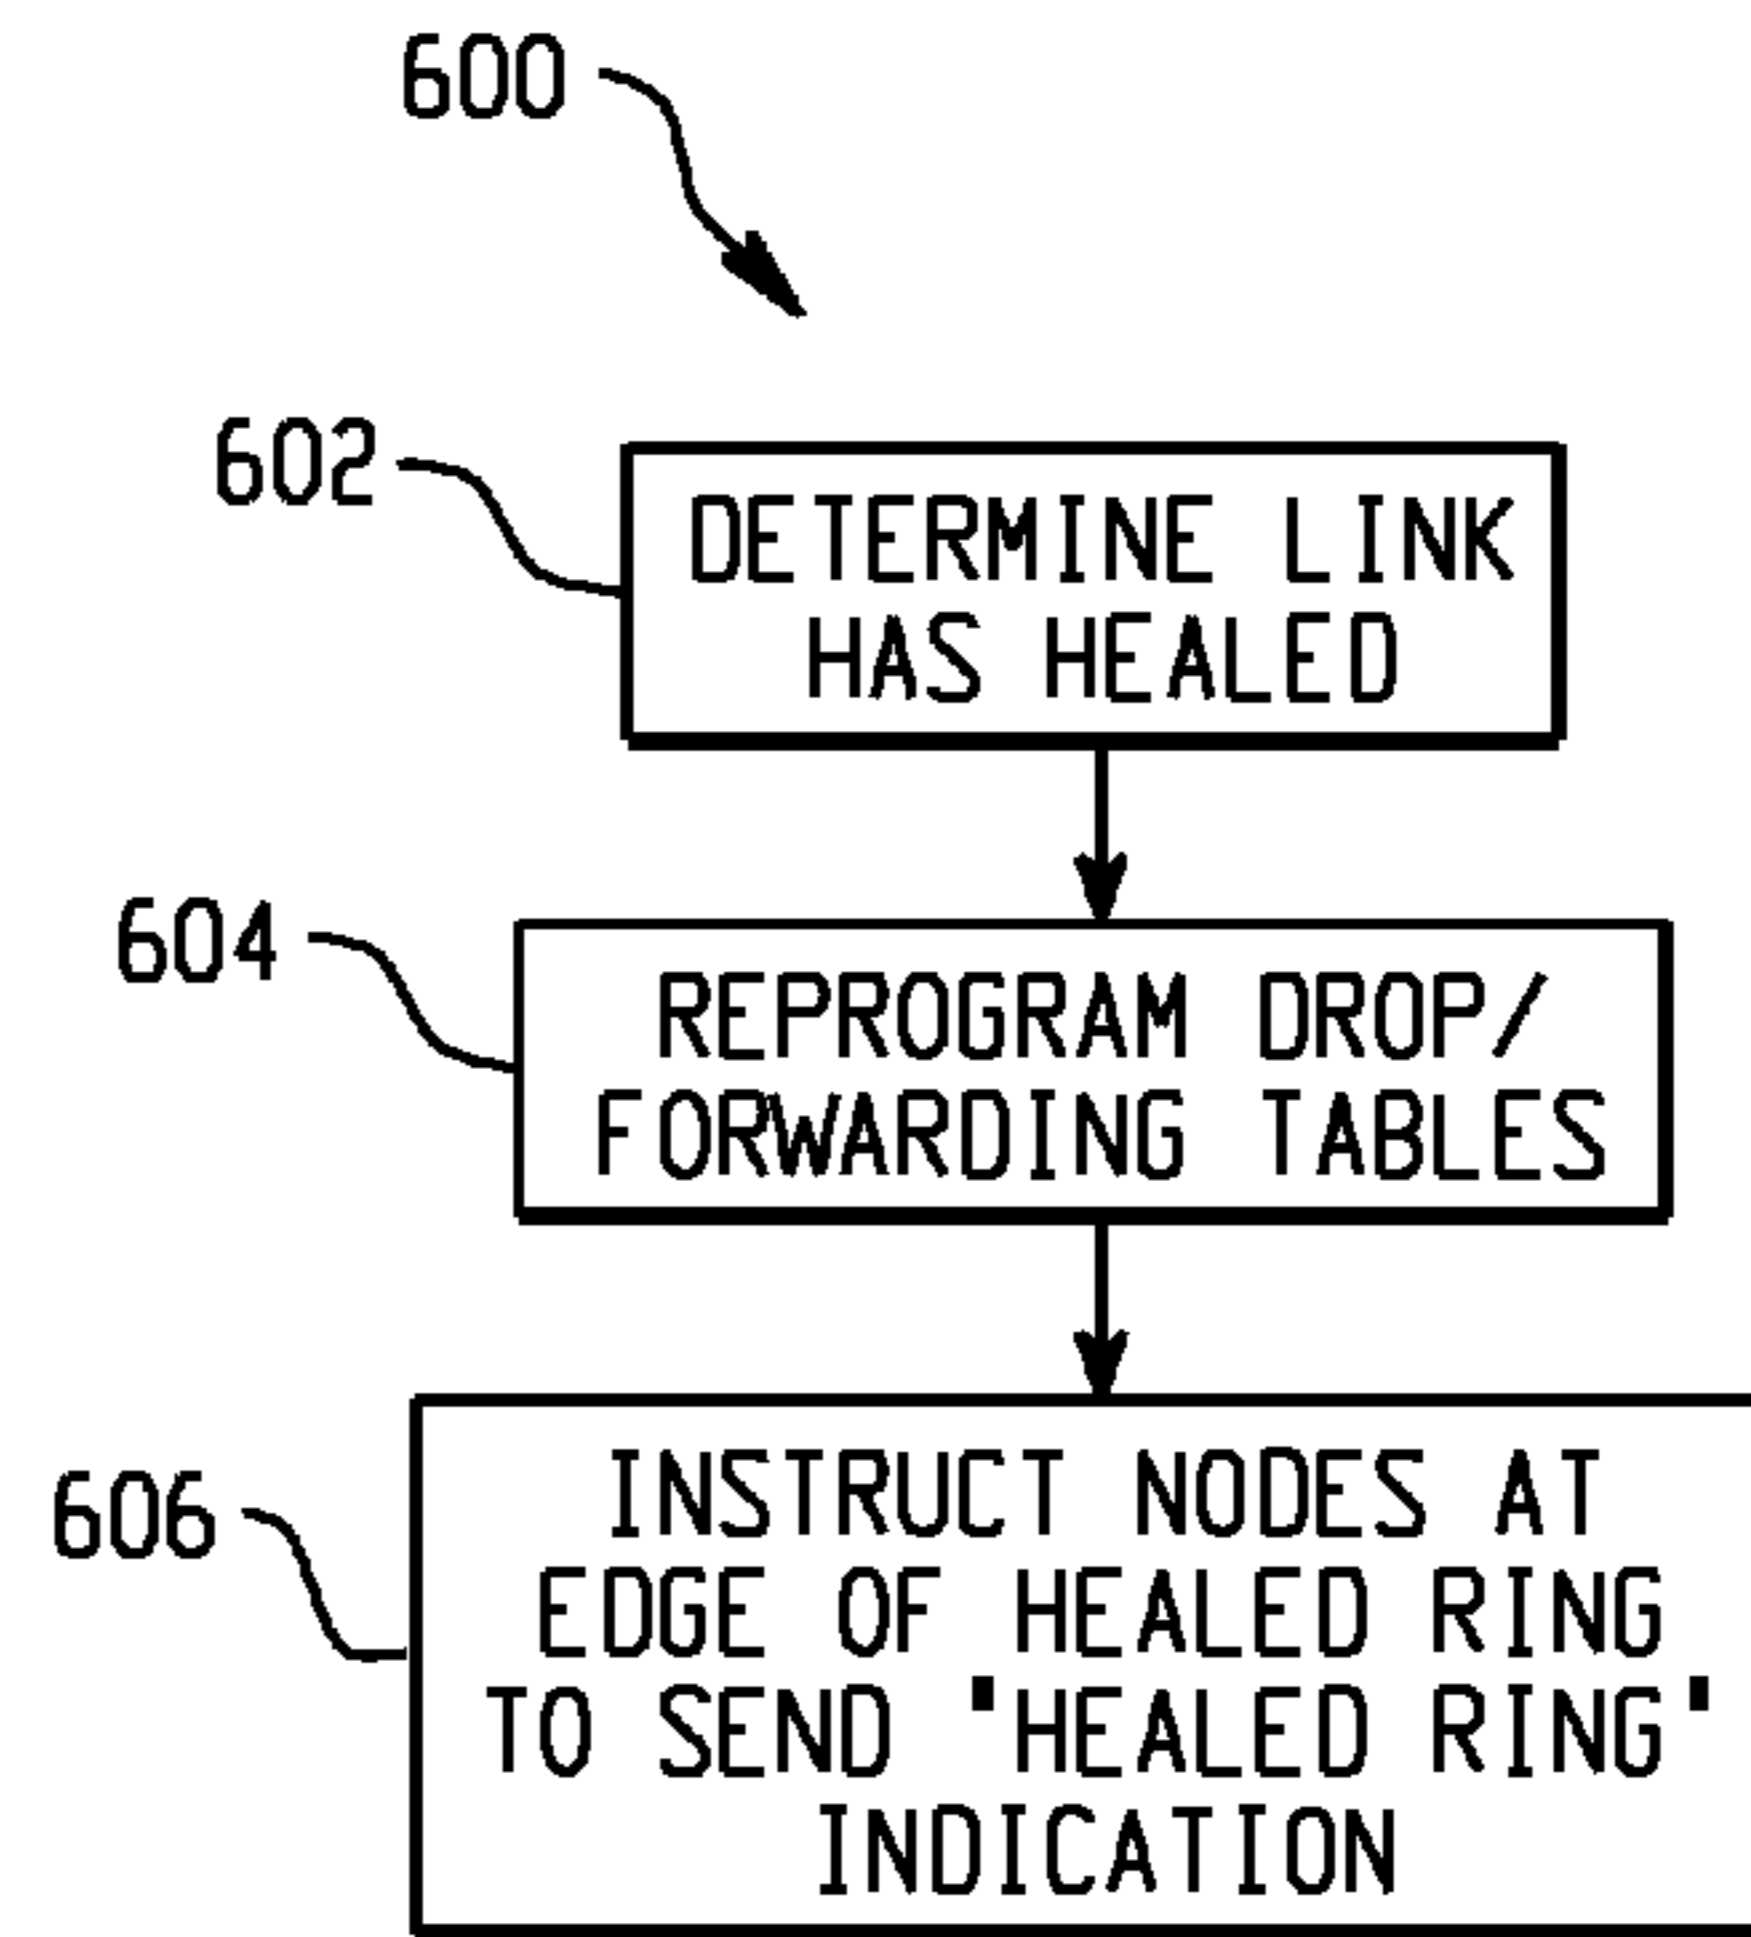 600
602
DETERMINE LINK
HAS HEALED
604
REPROGRAM DROP/
FORWARDING TABLES
606
INSTRUCT NODES AT
EDGE OF HEALED RING
TO SEND "HEALED RING"
INDICATION